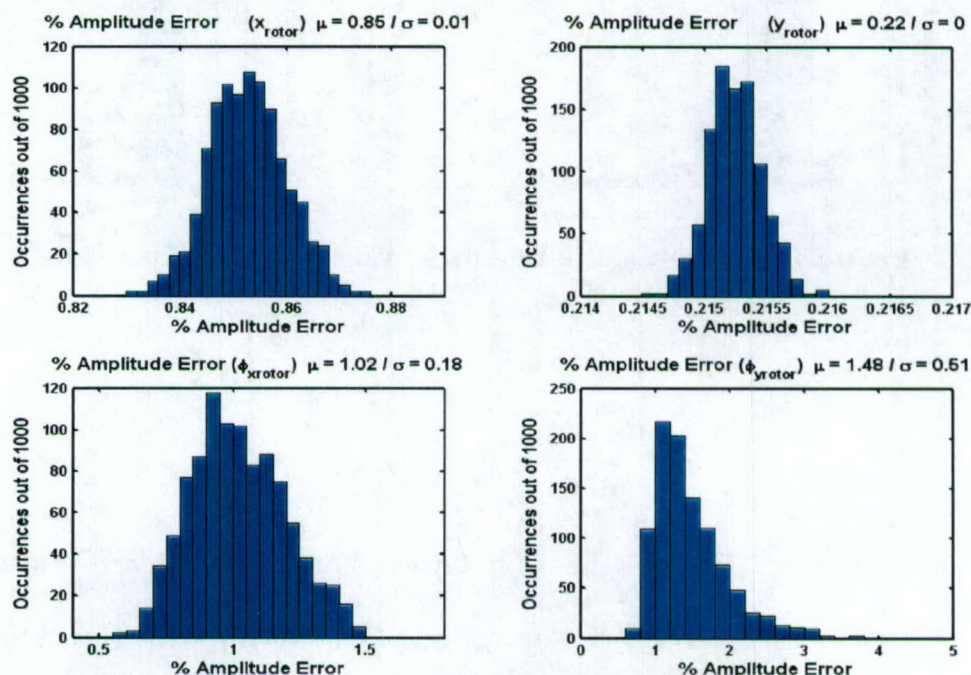 % Amplitude Error (x_rotor) μ = 0.85 / σ = 0.01
120
100
80
60
40
20
0
Occurrences out of 1000
0.82 0.84 0.86 0.88
% Amplitude Error
% Amplitude Error (y_rotor) μ = 0.22 / σ = 0
200
150
100
50
0
Occurrences out of 1000
0.214 0.2145 0.215 0.2155 0.216 0.2165 0.217
% Amplitude Error
% Amplitude Error (ϕ_xrotor) μ = 1.02 / σ = 0.18
120
100
80
60
40
20
0
Occurrences out of 1000
0.5 1 1.5
% Amplitude Error
% Amplitude Error (ϕ_yrotor) μ = 1.48 / σ = 0.51
250
200
150
100
50
0
Occurrences out of 1000
0 1 2 3 4 5
% Amplitude Error